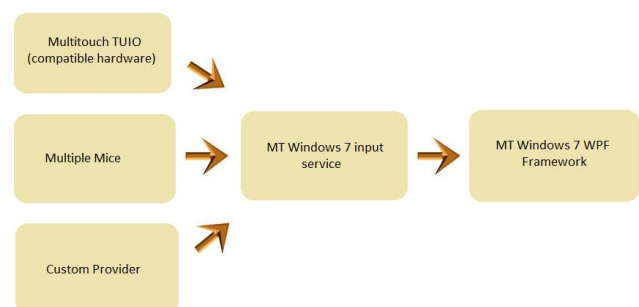 Multitouch TUIO
(compatible hardware)
Multiple Mice
Custom Provider
MT Windows 7 input
service
MT Windows 7 WPF
Framework